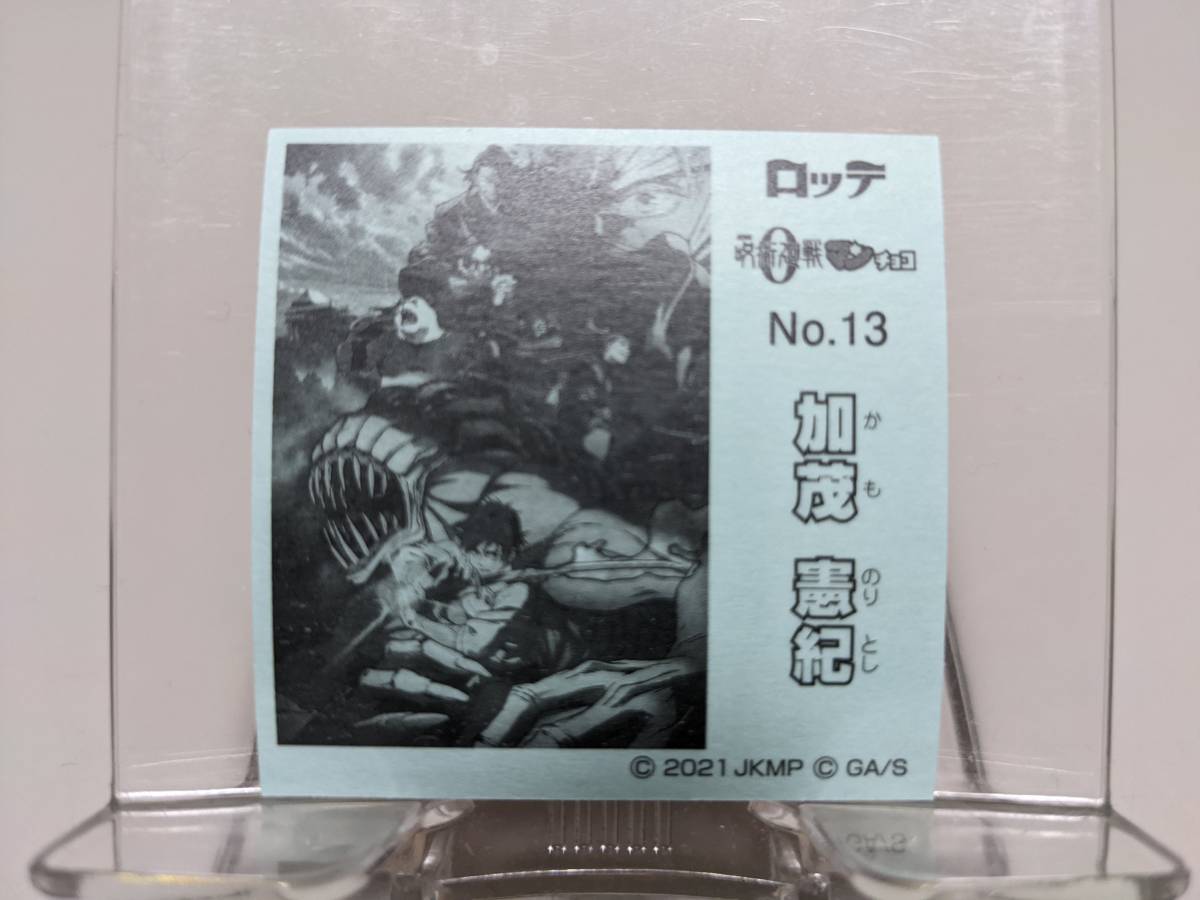 ロッテ
呪術廻戦0マンチョコ
No.13
加茂 憲紀
かも のりとし
© 2021 JKMP © GA/S